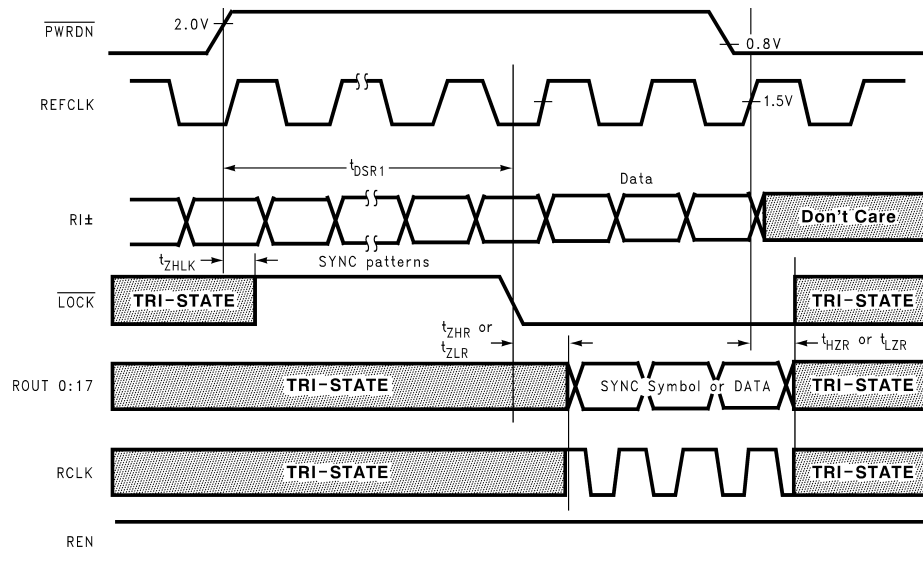 PWRDN
2.0V
0.8V
REFCLK
1.5V
tDSR1
Data
RI±
Don't Care
tZHLK
SYNC patterns
LOCK
TRI-STATE
TRI-STATE
tZHR or
tZLR
tHZR or tLZR
ROUT 0:17
TRI-STATE
SYNC Symbol or DATA
TRI-STATE
RCLK
TRI-STATE
TRI-STATE
REN